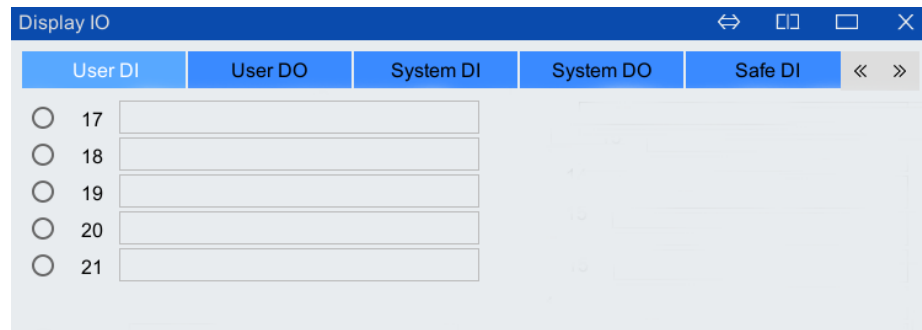 Display IO
User DI User DO System DI System DO Safe DI
17
18
19
20
21